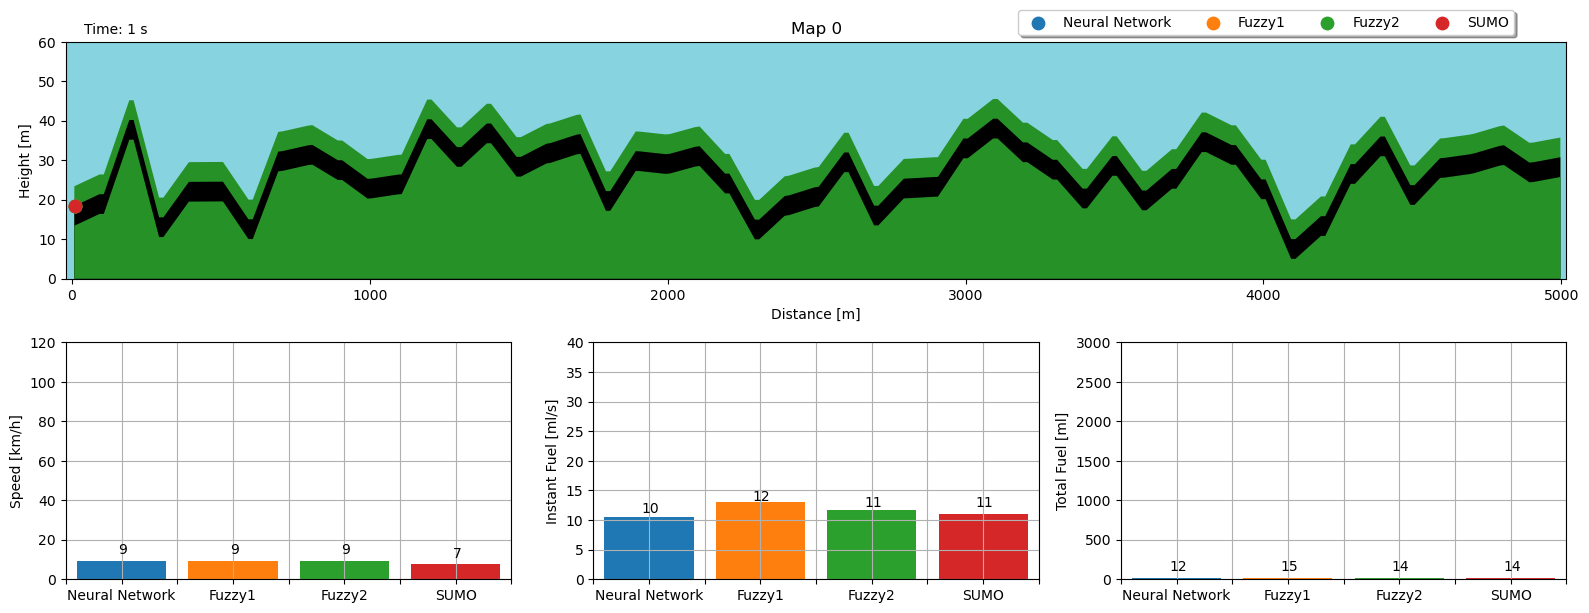 Time: 1 s
Map 0
Neural Network Fuzzy1 Fuzzy2 SUMO
Height [m]
60
50
40
30
20
10
0
0 1000 2000 3000 4000 5000
Distance [m]
Speed [km/h]
120
100
80
60
40
20
0
9 9 9 7
Neural Network Fuzzy1 Fuzzy2 SUMO
Instant Fuel [ml/s]
40
35
30
25
20
15
10
5
0
10 12 11 11
Neural Network Fuzzy1 Fuzzy2 SUMO
Total Fuel [ml]
3000
2500
2000
1500
1000
500
0
12 15 14 14
Neural Network Fuzzy1 Fuzzy2 SUMO